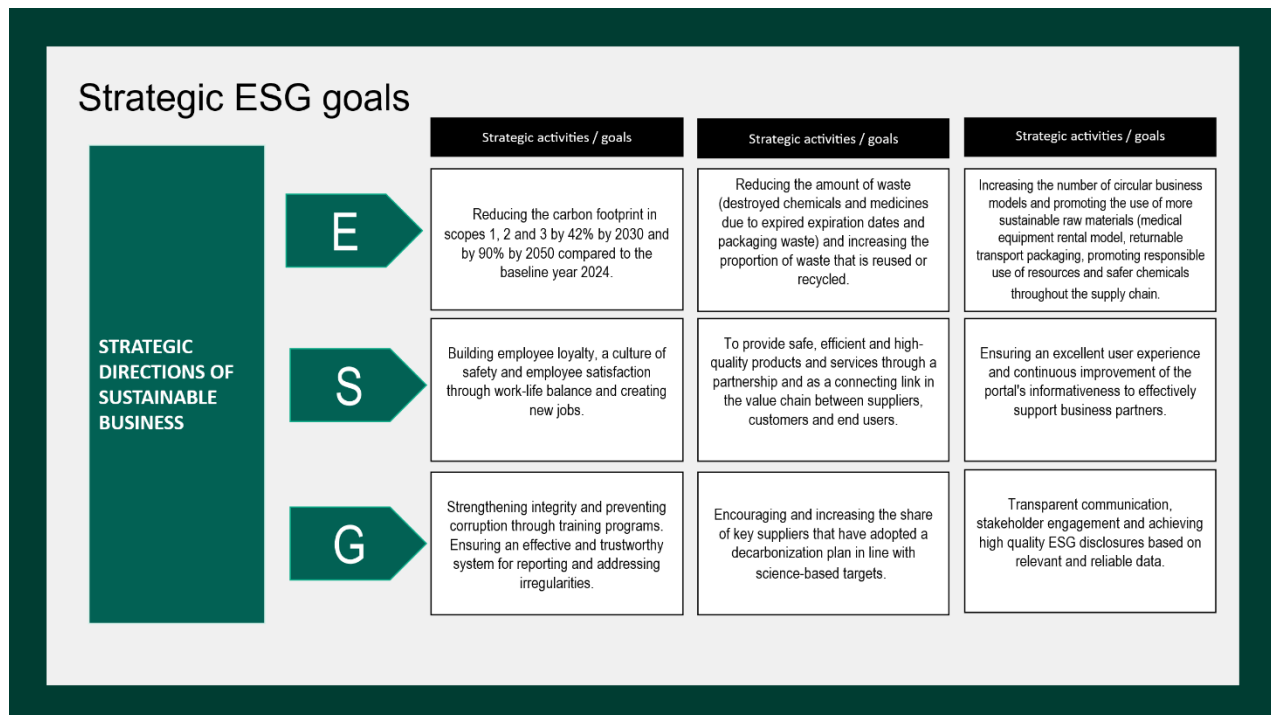 Strategic ESG goals
STRATEGIC
DIRECTIONS OF
SUSTAINABLE
BUSINESS
Strategic activities / goals
Strategic activities / goals
Strategic activities / goals
E
Reducing the carbon footprint in
scopes 1, 2 and 3 by 42% by 2030 and
by 90% by 2050 compared to the
baseline year 2024.
Reducing the amount of waste
(destroyed chemicals and medicines
due to expired expiration dates and
packaging waste) and increasing the
proportion of waste that is reused or
recycled.
Increasing the number of circular business
models and promoting the use of more
sustainable raw materials (medical
equipment rental model, returnable
transport packaging, promoting responsible
use of resources and safer chemicals
throughout the supply chain.
S
Building employee loyalty, a culture of
safety and employee satisfaction
through work-life balance and creating
new jobs.
To provide safe, efficient and high-
quality products and services through a
partnership and as a connecting link in
the value chain between suppliers,
customers and end users.
Ensuring an excellent user experience
and continuous improvement of the
portal's informativeness to effectively
support business partners.
G
Strengthening integrity and preventing
corruption through training programs.
Ensuring an effective and trustworthy
system for reporting and addressing
irregularities.
Encouraging and increasing the share
of key suppliers that have adopted a
decarbonization plan in line with
science-based targets.
Transparent communication,
stakeholder engagement and achieving
high quality ESG disclosures based on
relevant and reliable data.